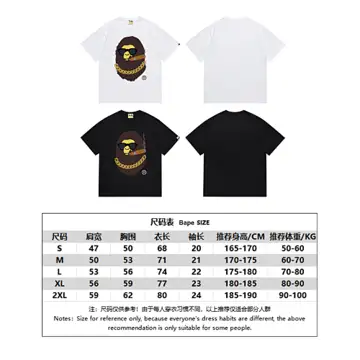 尺码表 Bape SIZE
尺码 肩宽 胸围 衣长 袖长 推荐身高/CM 推荐体重/KG
S 47 50 68 20 165-170 50-60
M 50 53 71 21 170-175 60-70
L 53 56 74 22 175-180 70-80
XL 56 59 77 23 180-185 80-90
2XL 59 62 80 24 185-190 90-100
注：尺码仅供参考：由于每人穿衣习惯不同，以上推荐仅适合部分人群
Notes: Size for reference only, because everyone's dress habits are different, the above
recommendation is only suitable for some people.